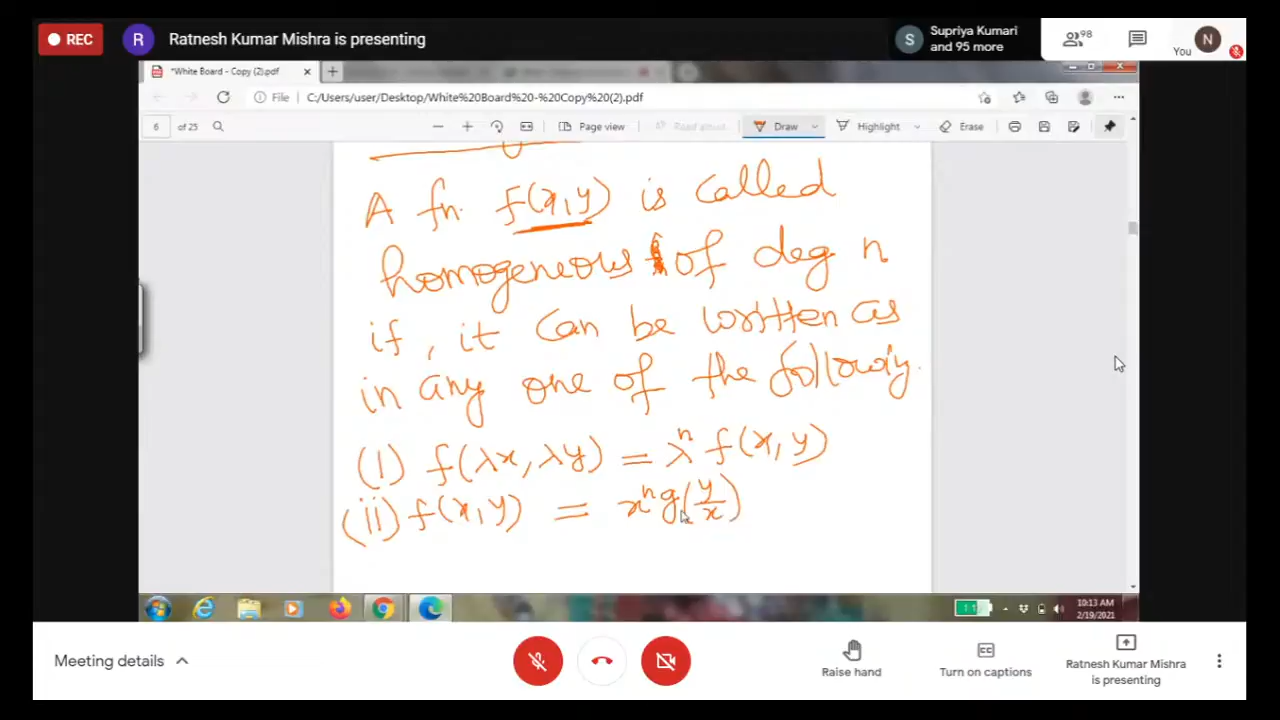 REC
R
Ratnesh Kumar Mishra is presenting
S
Supriya Kumari
and 95 more
98
You
N
*White Board - Copy (2).pdf
File
C:/Users/user/Desktop/White%20Board%20-%20Copy%20(2).pdf
6 of 25
Page view
Read aloud
Draw
Highlight
Erase
A fn. f(x,y) is called
homogeneous of deg n
if, it can be written as
in any one of the following.
(i) f(λx, λy) = λⁿ f(x, y)
(ii) f(x,y) = xⁿ g(y/x)
11
10:13 AM
2/19/2021
Meeting details
Raise hand
Turn on captions
Ratnesh Kumar Mishra
is presenting